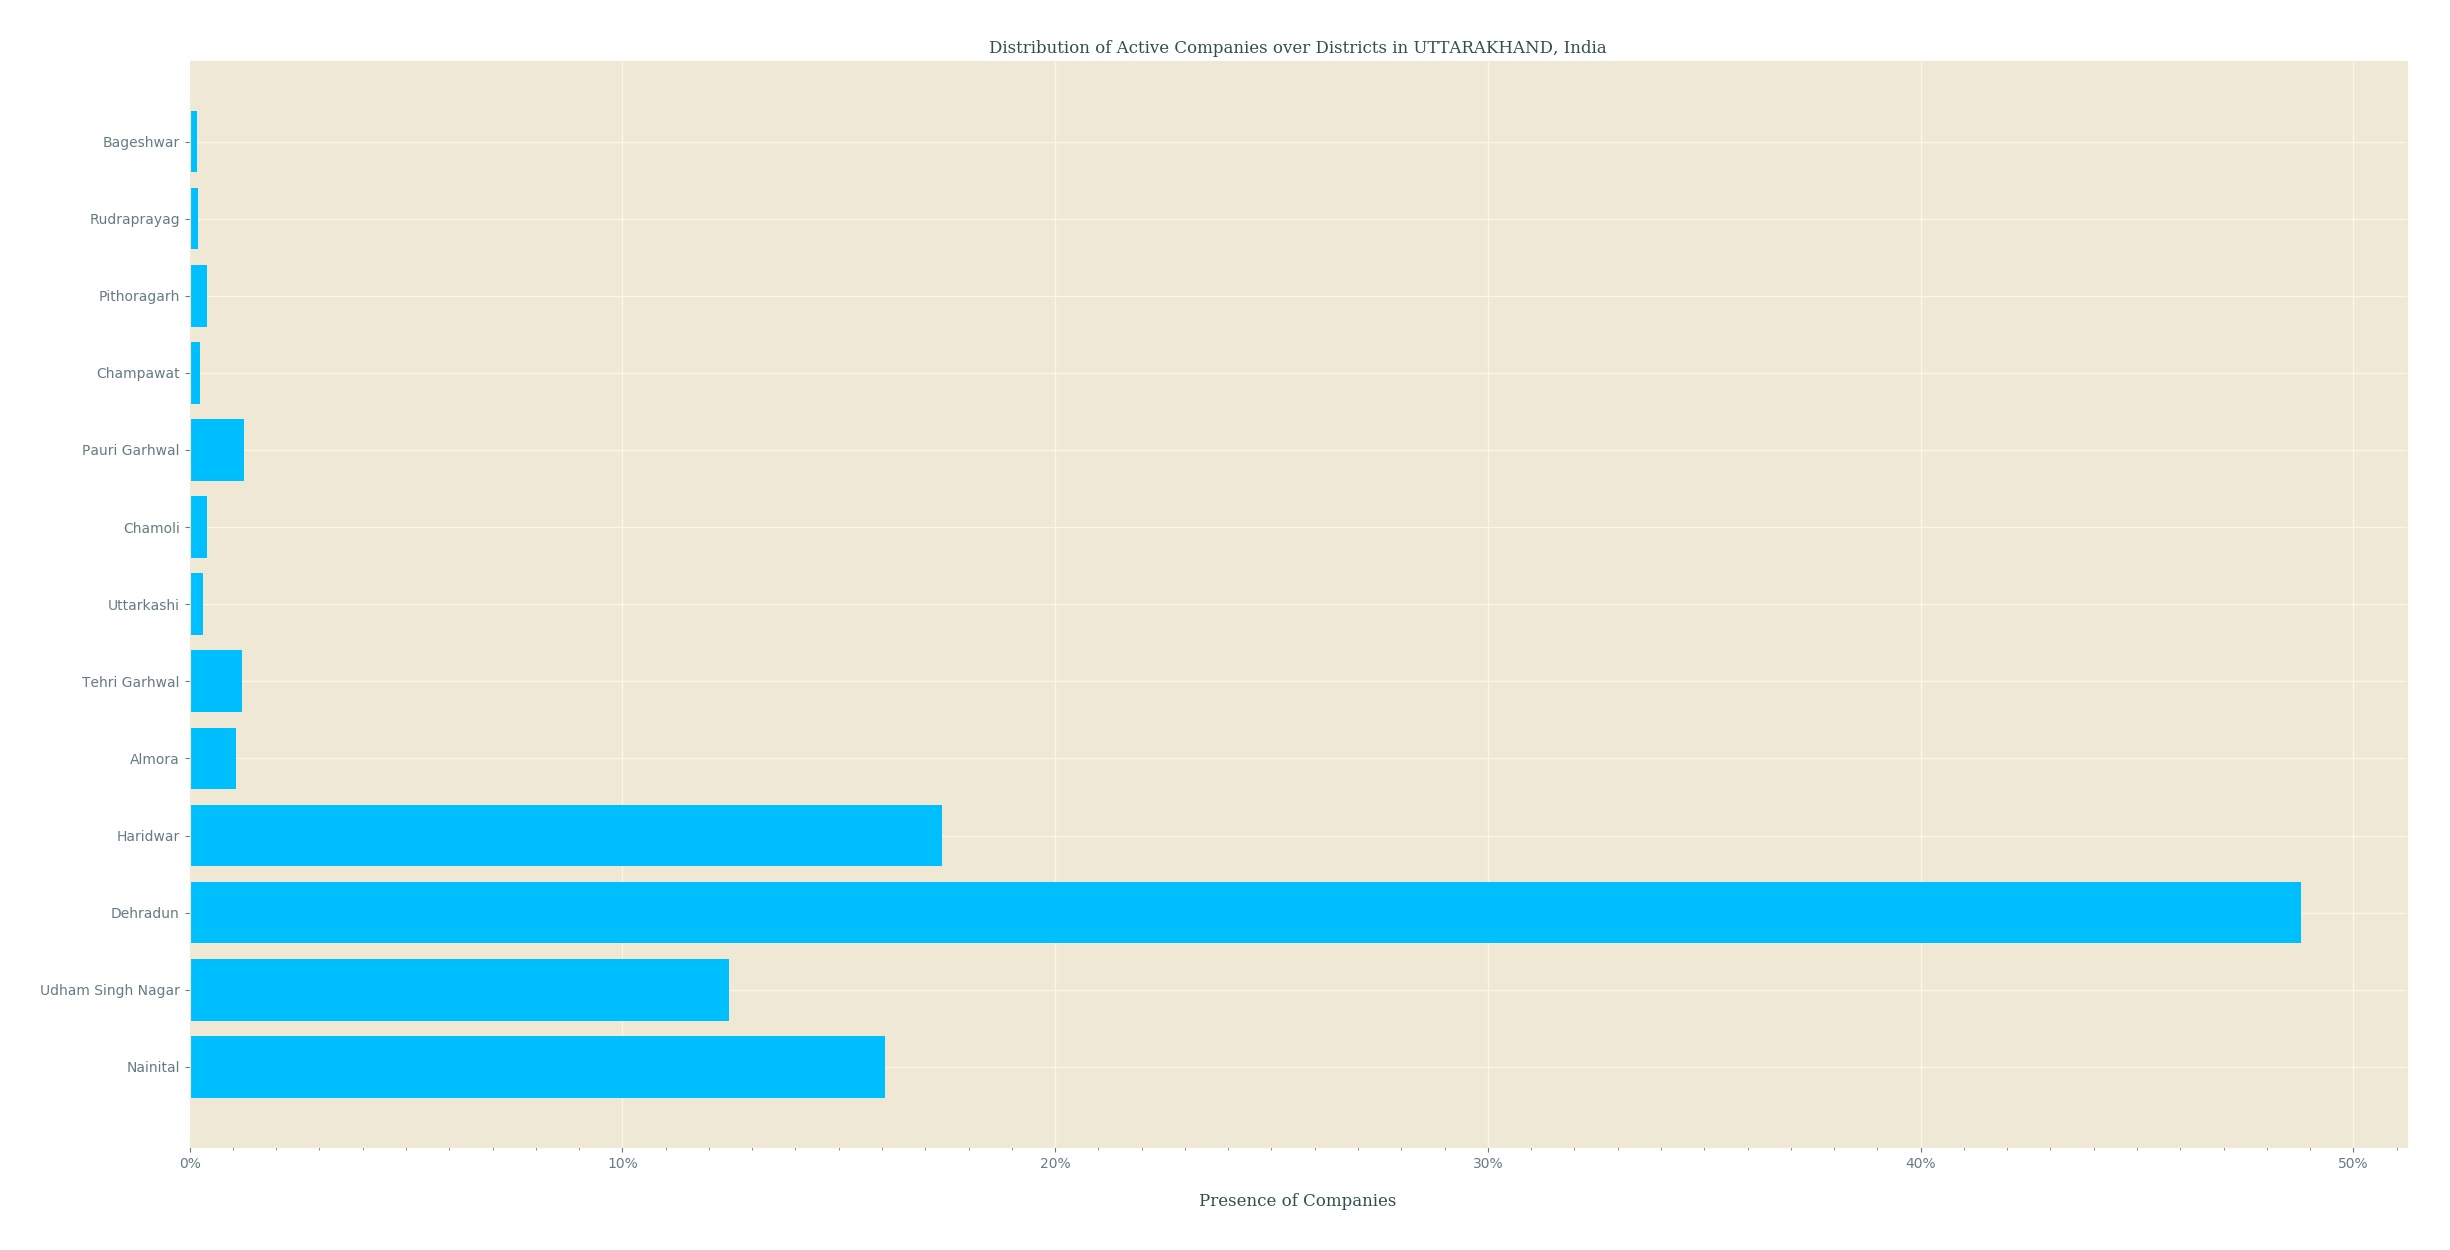 Distribution of Active Companies over Districts in UTTARAKHAND, India
Bageshwar
Rudraprayag
Pithoragarh
Champawat
Pauri Garhwal
Chamoli
Uttarkashi
Tehri Garhwal
Almora
Haridwar
Dehradun
Udham Singh Nagar
Nainital
0% 10% 20% 30% 40% 50%
Presence of Companies